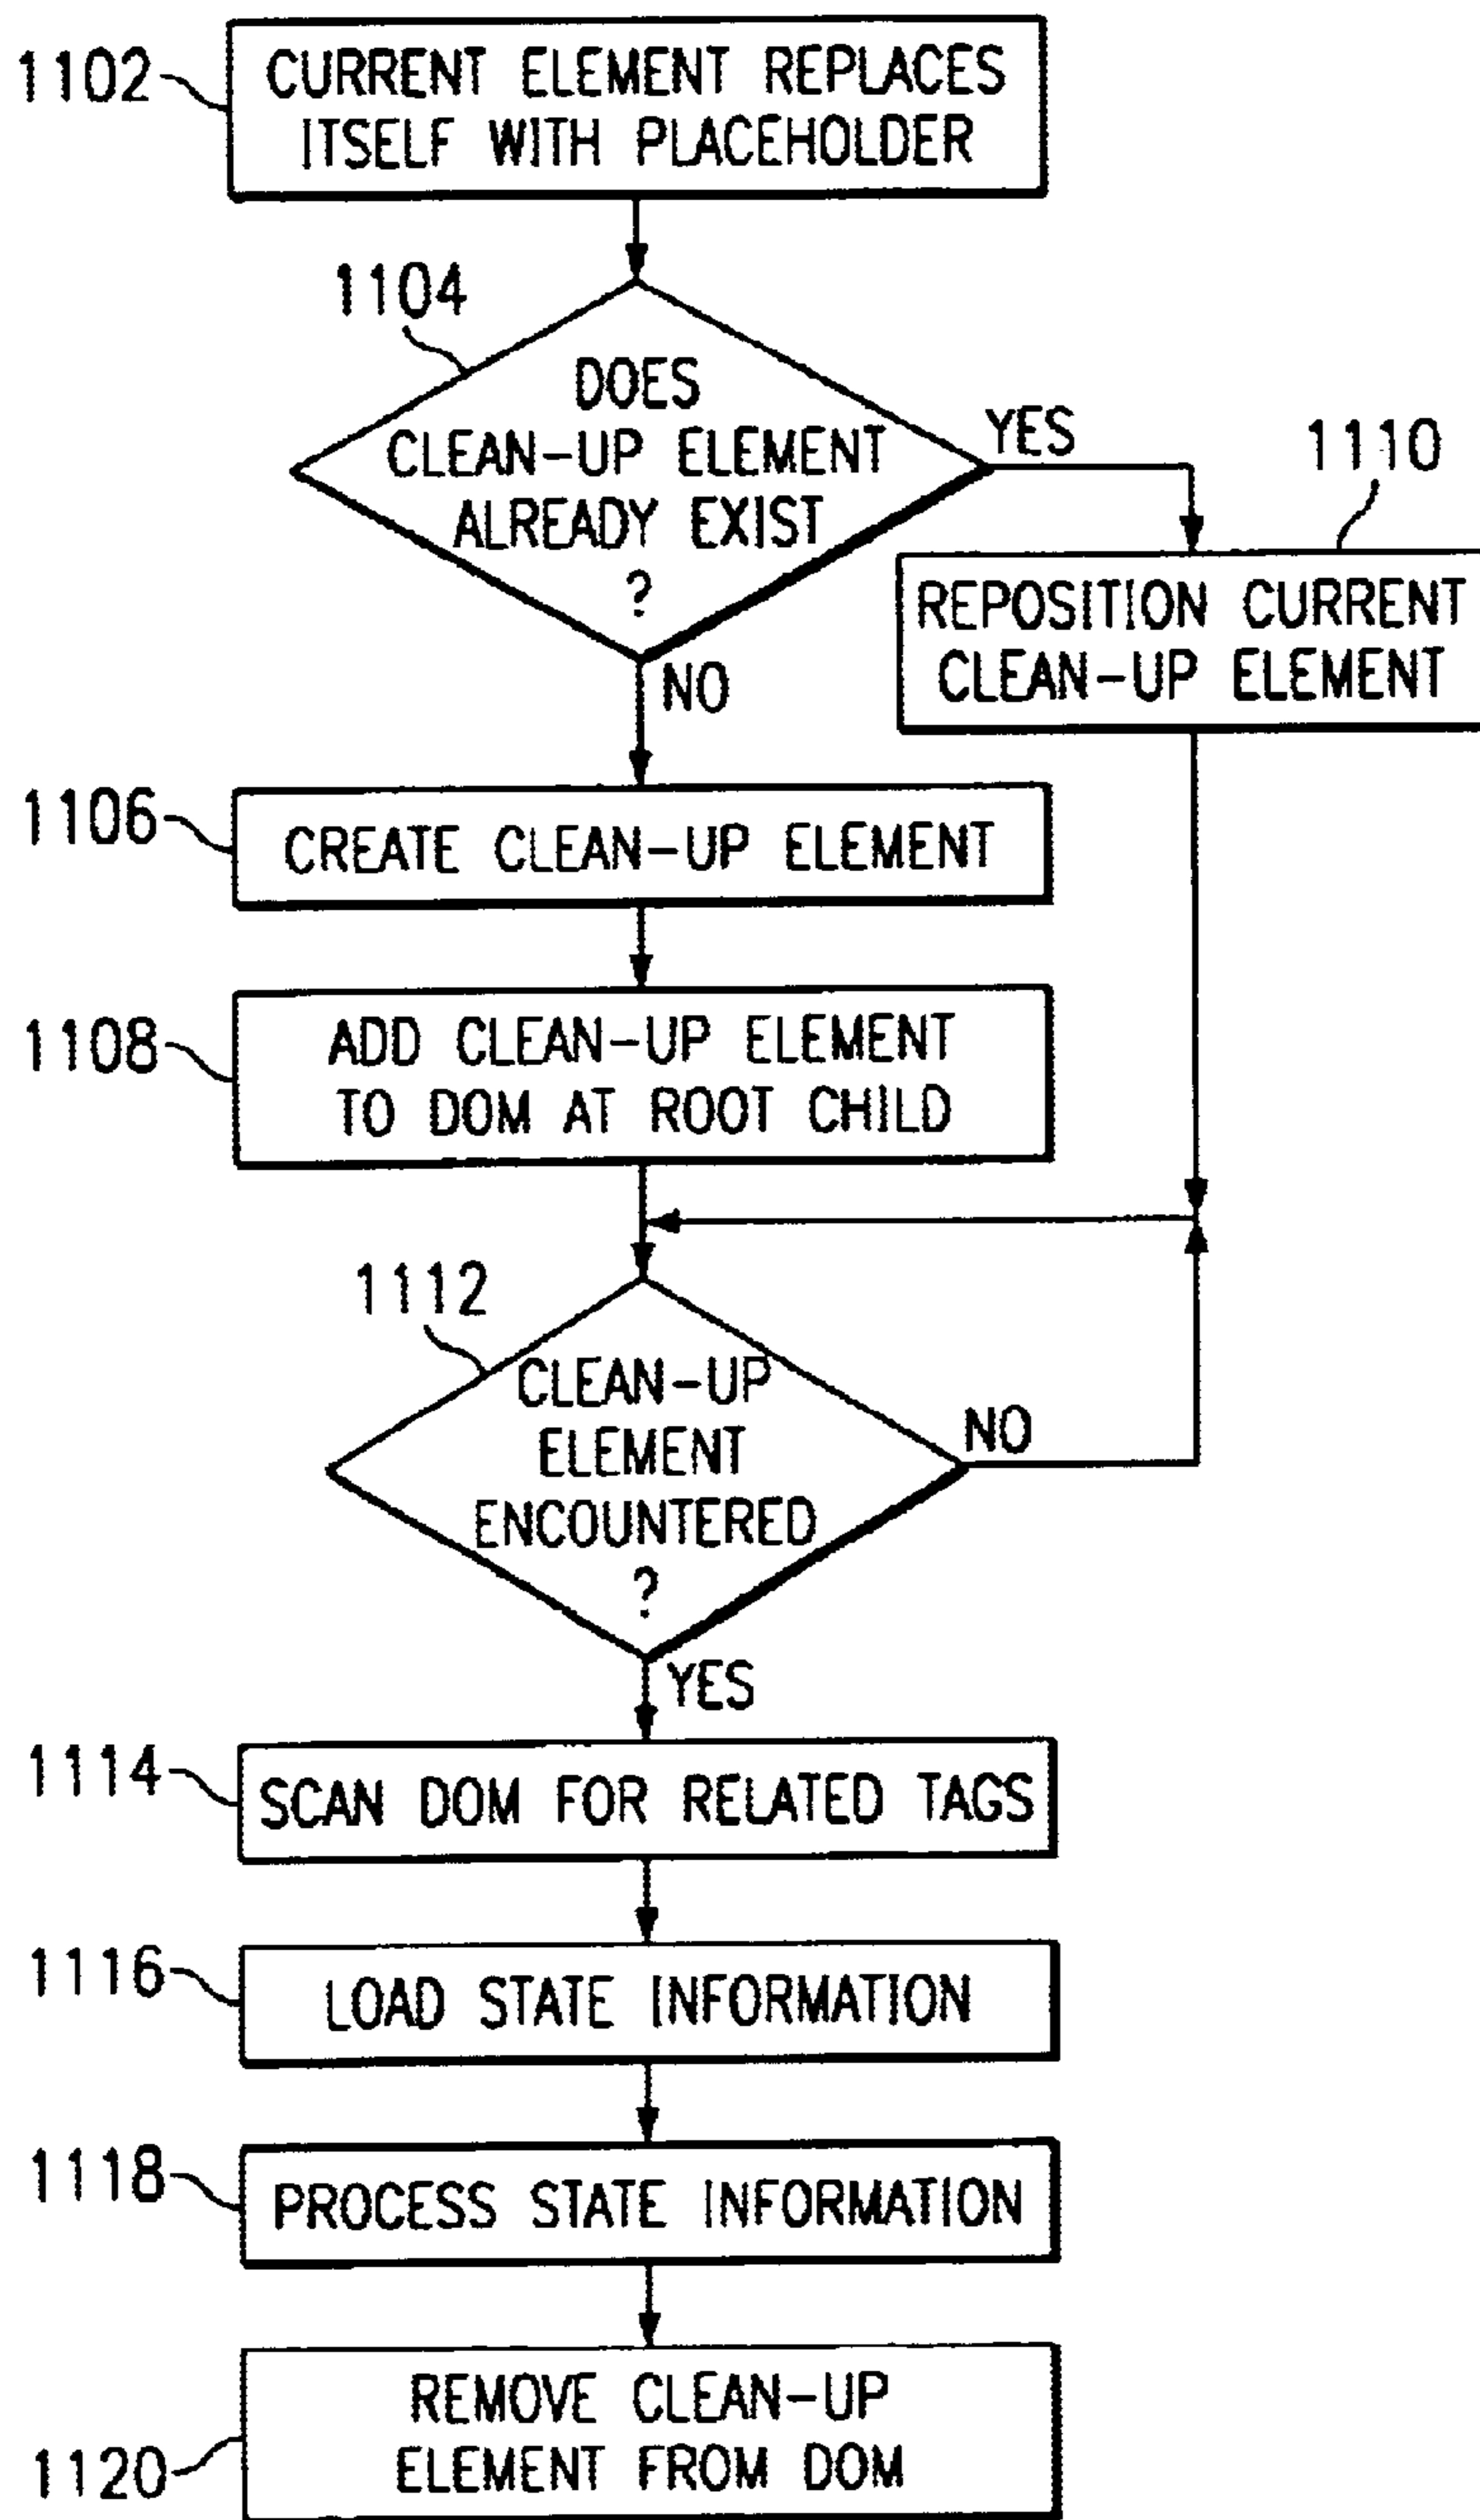 1102
CURRENT ELEMENT REPLACES
ITSELF WITH PLACEHOLDER
1104
DOES
CLEAN-UP ELEMENT
ALREADY EXIST
?
YES
NO
1110
REPOSITION CURRENT
CLEAN-UP ELEMENT
1106
CREATE CLEAN-UP ELEMENT
1108
ADD CLEAN-UP ELEMENT
TO DOM AT ROOT CHILD
1112
CLEAN-UP
ELEMENT
ENCOUNTERED
?
NO
YES
1114
SCAN DOM FOR RELATED TAGS
1116
LOAD STATE INFORMATION
1118
PROCESS STATE INFORMATION
1120
REMOVE CLEAN-UP
ELEMENT FROM DOM